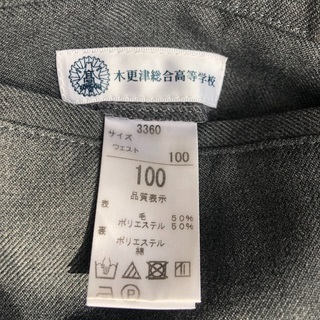 高
木更津総合高等学校
3360
サイズ
ウェスト 100
100
品質表示
表 毛 50%
ポリエステル 50%
裏 ポリエステル
綿